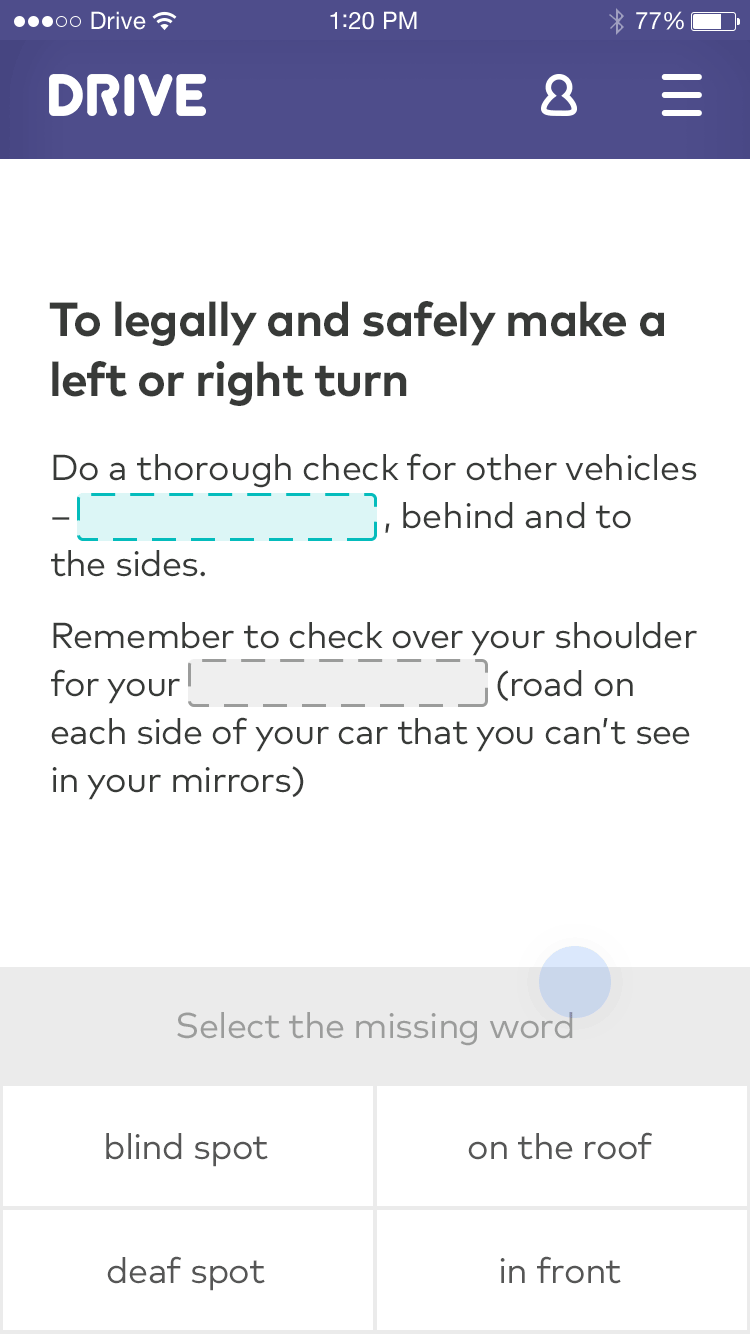 Drive 1:20 PM 77%
DRIVE
To legally and safely make a
left or right turn
Do a thorough check for other vehicles
– , behind and to
the sides.
Remember to check over your shoulder
for your (road on
each side of your car that you can't see
in your mirrors)
Select the missing word
blind spot on the roof
deaf spot in front